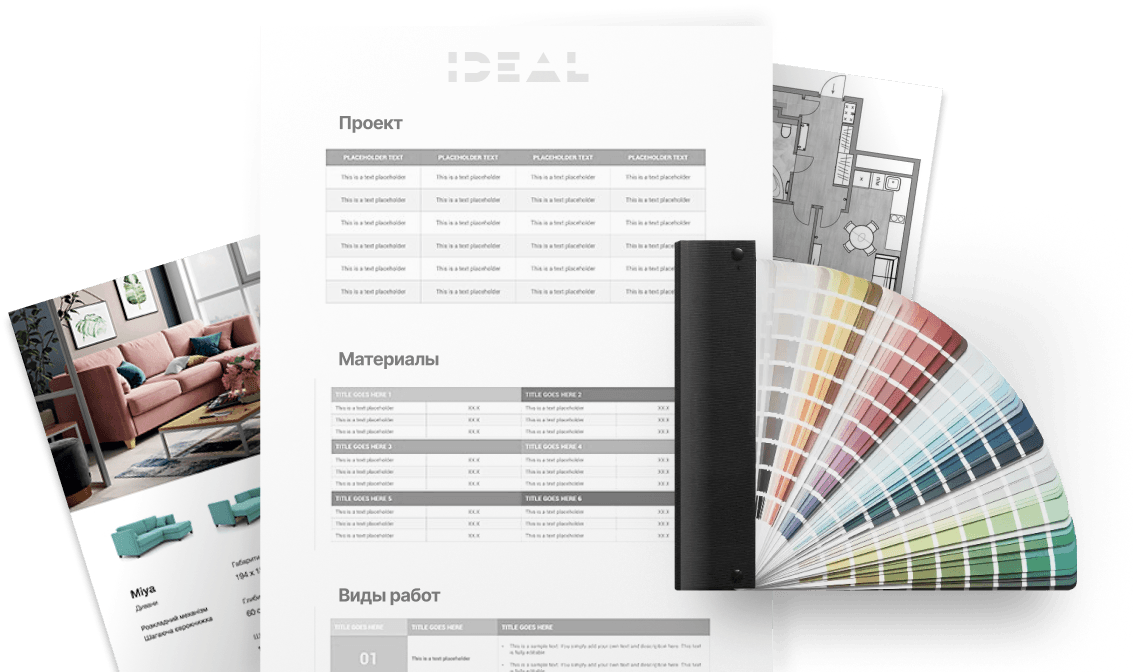 IDEAL
Проект
PLACEHOLDER TEXT PLACEHOLDER TEXT PLACEHOLDER TEXT PLACEHOLDER TEXT
This is a text placeholder This is a text placeholder This is a text placeholder This is a text placeholder
This is a text placeholder This is a text placeholder This is a text placeholder This is a text placeholder
This is a text placeholder This is a text placeholder This is a text placeholder This is a text placeholder
This is a text placeholder This is a text placeholder This is a text placeholder This is a text
This is a text placeholder This is a text placeholder This is a text placeholder This is a text
This is a text placeholder This is a text placeholder This is a text placeholder This is a text
Материалы
TITLE GOES HERE 1 TITLE GOES HERE 2
This is a text placeholder XX.X This is a text placeholder XX.X
This is a text placeholder XX.X This is a text placeholder XX.X
This is a text placeholder XX.X This is a text placeholder XX.X
TITLE GOES HERE 3 TITLE GOES HERE 4
This is a text placeholder XX.X This is a text placeholder XX.X
This is a text placeholder XX.X This is a text placeholder XX.X
This is a text placeholder XX.X This is a text placeholder XX.X
TITLE GOES HERE 5 TITLE GOES HERE 6
This is a text placeholder XX.X This is a text placeholder XX.X
This is a text placeholder XX.X This is a text placeholder XX.X
This is a text placeholder XX.X This is a text placeholder XX.X
Виды работ
TITLE GOES HERE TITLE GOES HERE TITLE GOES HERE
01 This is a text placeholder
This is a sample text. You simply add your own text and description here. This text
is fully editable
This is a sample text. You simply add your own text and description here. This text
Miya
Дивани
Розкладний механізм
Шагаюча єврокнижка
Габарити
194 x
60